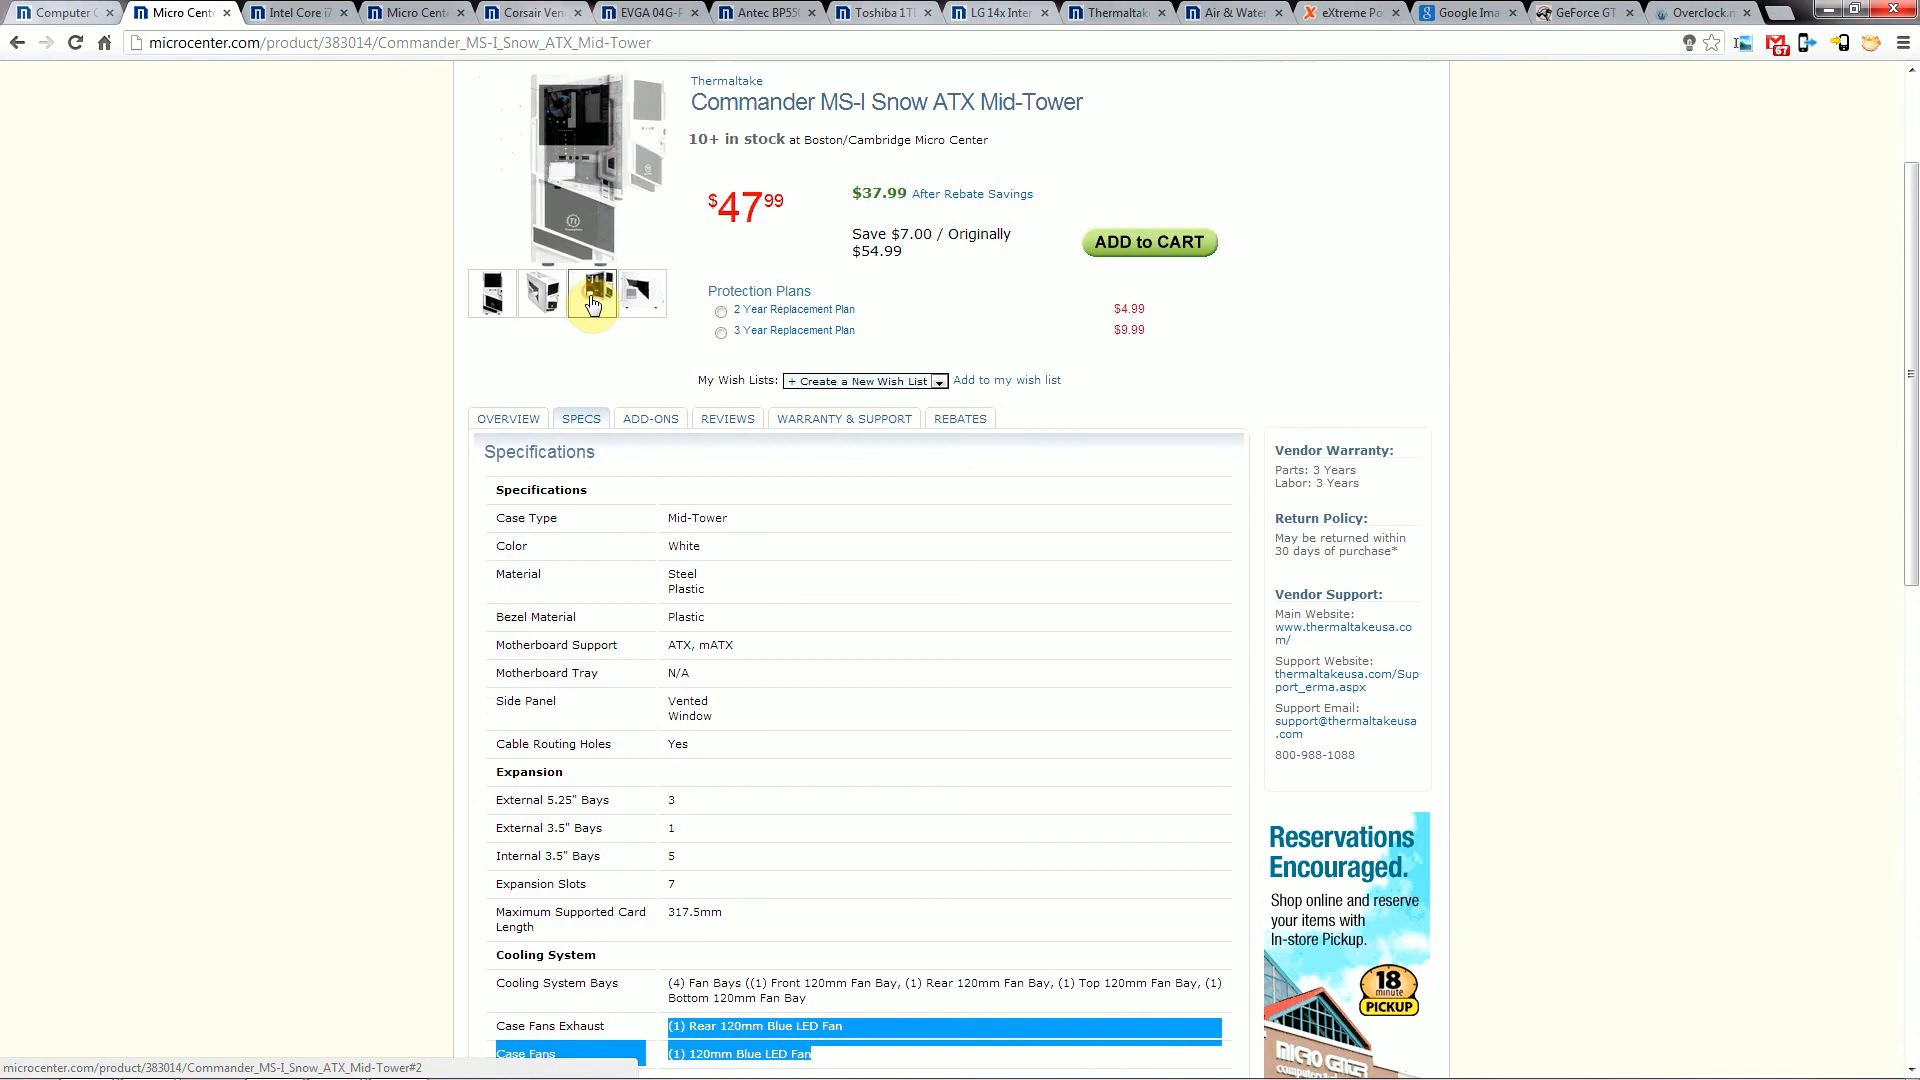 Computer C
Micro Cent
Intel Core i7
Micro Cent
Corsair Ven
EVGA 04G-F
Antec BP55
Toshiba 1T
LG 14x Inter
Thermaltak
Air & Water
eXtreme Po
Google Ima
GeForce GT
Overclock.n
microcenter.com/product/383014/Commander_MS-I_Snow_ATX_Mid-Tower
67
Thermaltake
Commander MS-I Snow ATX Mid-Tower
10+ in stock at Boston/Cambridge Micro Center
$47.99
$37.99 After Rebate Savings
Save $7.00 / Originally
$54.99
ADD to CART
Protection Plans
2 Year Replacement Plan $4.99
3 Year Replacement Plan $9.99
My Wish Lists: + Create a New Wish List Add to my wish list
OVERVIEW SPECS ADD-ONS REVIEWS WARRANTY & SUPPORT REBATES
Specifications
Specifications
Case Type Mid-Tower
Color White
Material Steel
Plastic
Bezel Material Plastic
Motherboard Support ATX, mATX
Motherboard Tray N/A
Side Panel Vented
Window
Cable Routing Holes Yes
Expansion
External 5.25" Bays 3
External 3.5" Bays 1
Internal 3.5" Bays 5
Expansion Slots 7
Maximum Supported Card 317.5mm
Length
Cooling System
Cooling System Bays (4) Fan Bays ((1) Front 120mm Fan Bay, (1) Rear 120mm Fan Bay, (1) Top 120mm Fan Bay, (1)
Bottom 120mm Fan Bay
Case Fans Exhaust (1) Rear 120mm Blue LED Fan
Case Fans (1) 120mm Blue LED Fan
Vendor Warranty:
Parts: 3 Years
Labor: 3 Years
Return Policy:
May be returned within
30 days of purchase*
Vendor Support:
Main Website:
www.thermaltakeusa.co
m/
Support Website:
thermaltakeusa.com/Sup
port_erma.aspx
Support Email:
support@thermaltakeusa
.com
800-988-1088
Reservations
Encouraged.
Shop online and reserve
your items with
In-store Pickup.
18
minute
PICKUP
MICRO CENTER
microcenter.com/product/383014/Commander_MS-I_Snow_ATX_Mid-Tower#2